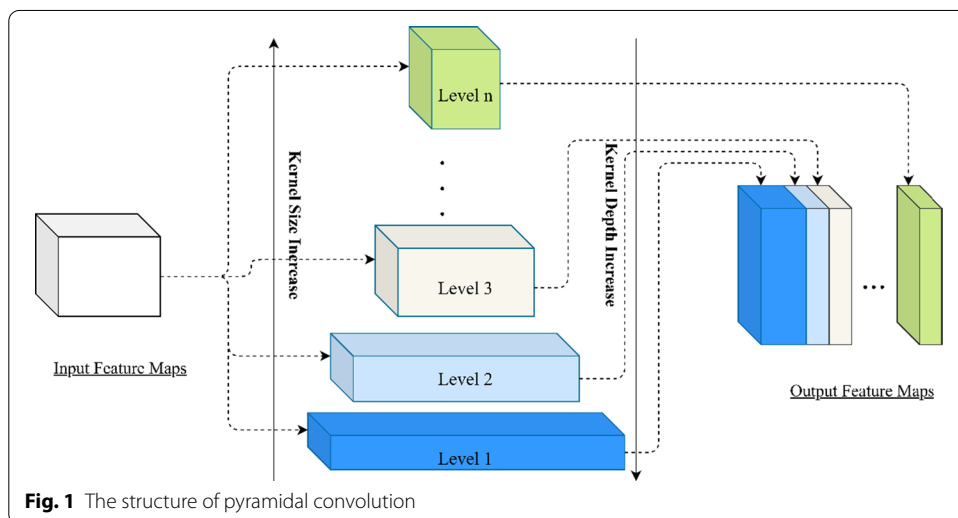 Level n
Kernel Size Increase
Kernel Depth Increase
Level 3
Input Feature Maps
Level 2
Output Feature Maps
Level 1
Fig. 1 The structure of pyramidal convolution